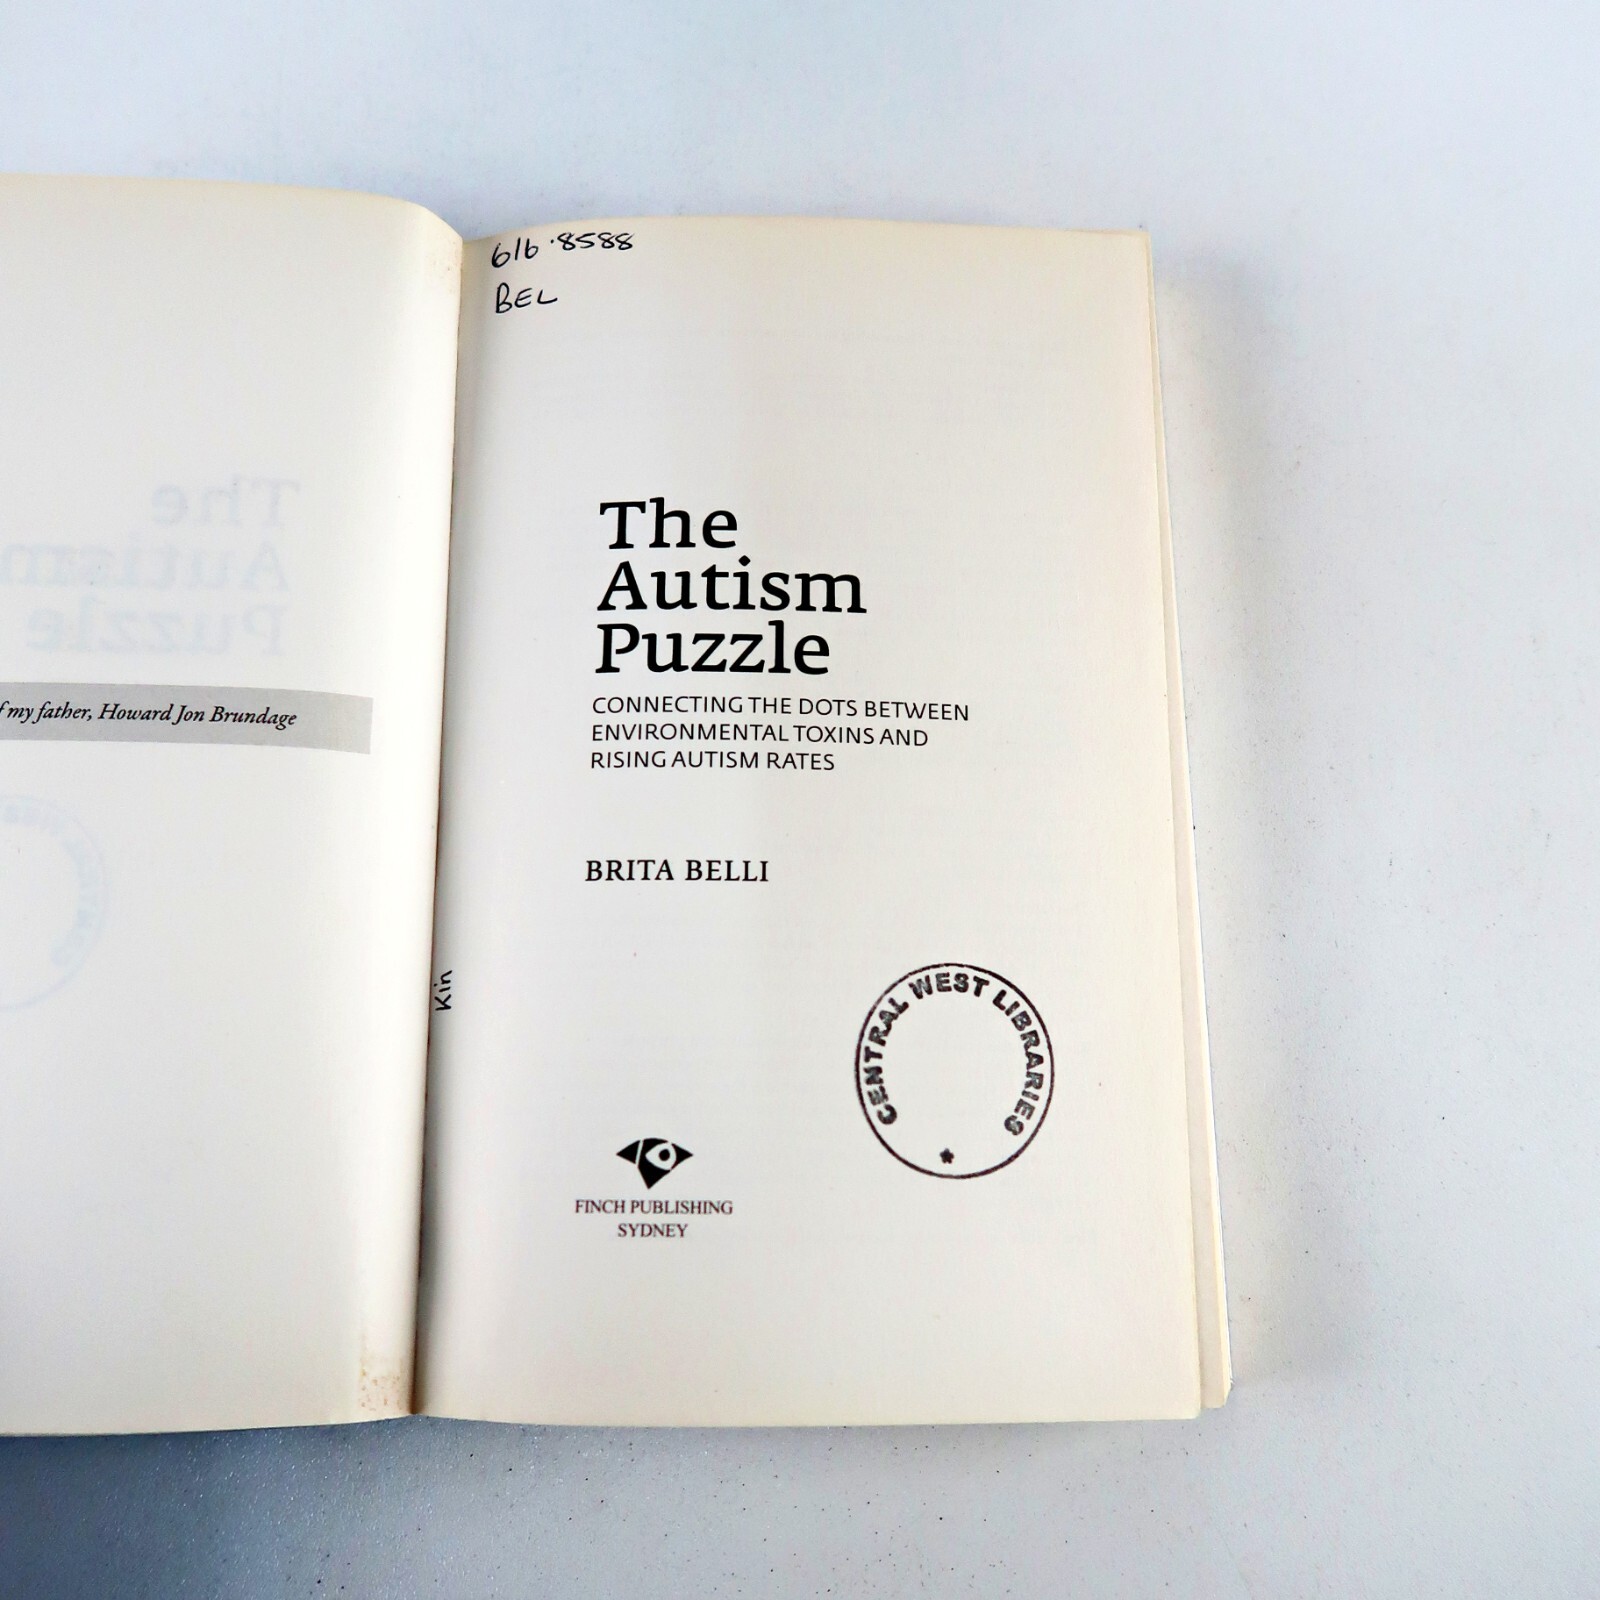 f my father, Howard Jon Brundage
616.8588
BEL
The
Autism
Puzzle
CONNECTING THE DOTS BETWEEN
ENVIRONMENTAL TOXINS AND
RISING AUTISM RATES
BRITA BELLI
Kin
CENTRAL WEST LIBRARIES
FINCH PUBLISHING
SYDNEY